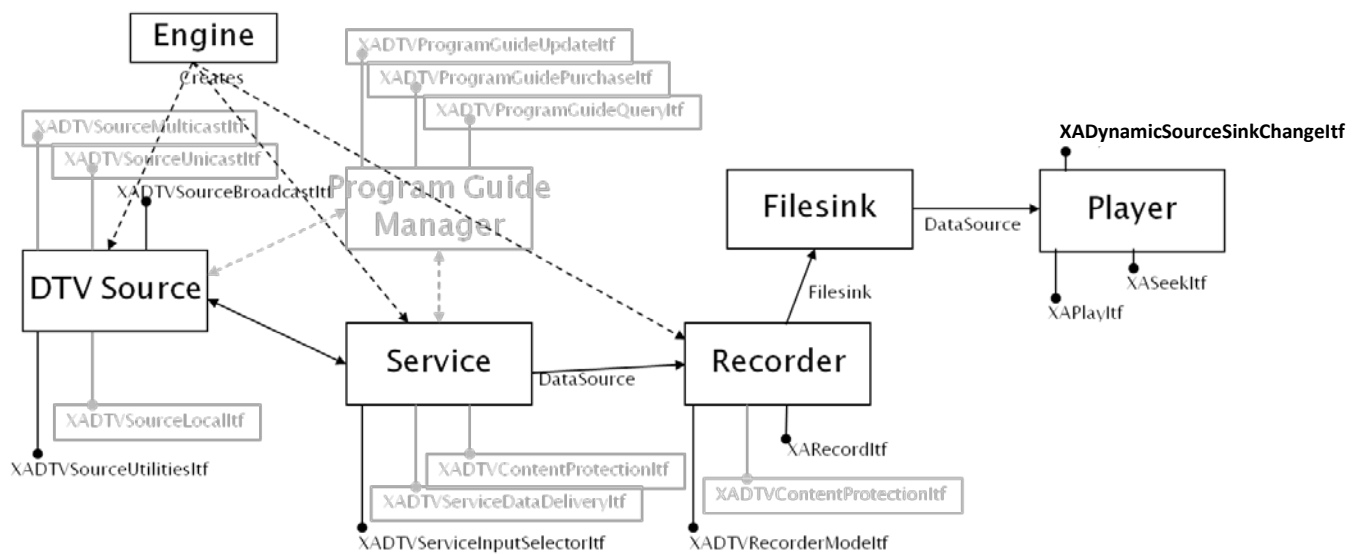 Engine
Creates
XADTVProgramGuideUpdateItf
XADTVProgramGuidePurchaseItf
XADTVProgramGuideQueryItf
XADTVSourceMulticastItf
XADTVSourceUnicastItf
XADTVSourceBroadcastItf
Program Guide
Manager
XADynamicSourceSinkChangeItf
Filesink
DataSource
Player
DTV Source
XASeekItf
XAPlayItf
Filesink
Service
DataSource
Recorder
XADTVSourceLocalItf
XADTVSourceUtilitiesItf
XADTVContentProtectionItf
XADTVServiceDataDeliveryItf
XADTVServiceInputSelectorItf
XARecordItf
XADTVContentProtectionItf
XADTVRecorderModeItf